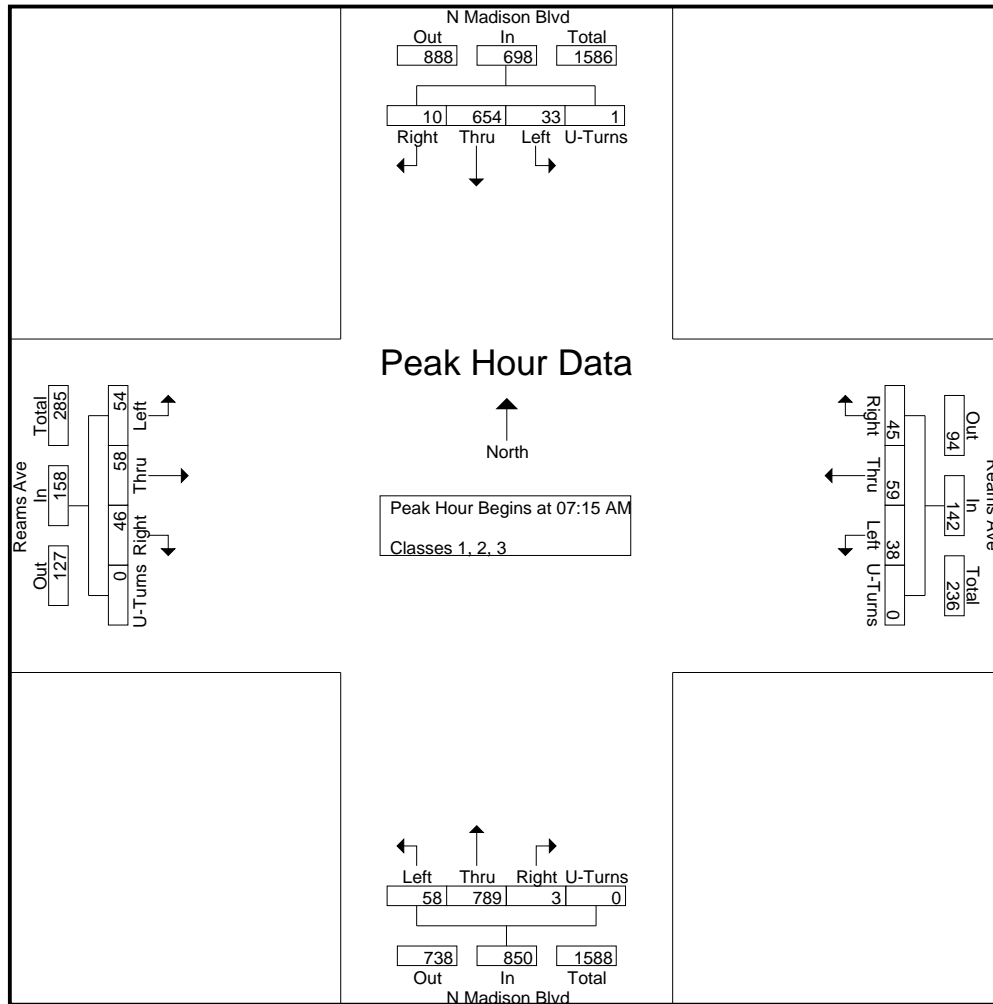 N Madison Blvd
Out In Total
888 698 1586
10 654 33 1
Right Thru Left U-Turns
Peak Hour Data
North
Peak Hour Begins at 07:15 AM
Classes 1, 2, 3
Reams Ave
Out In Total
127 158 285
0 46 58 54
U-Turns Right Thru Left
Reams Ave
Out In Total
94 142 236
45 59 38 0
Right Thru Left U-Turns
Left Thru Right U-Turns
58 789 3 0
738 850 1588
Out In Total
N Madison Blvd